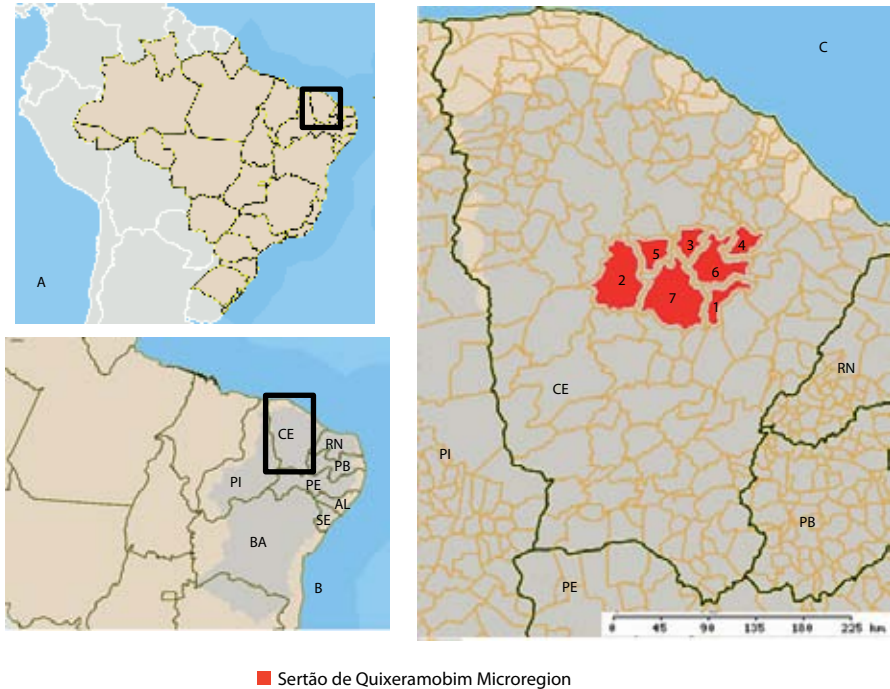 A
CE
RN
PB
PE
PI
AL
SE
BA
B
C
3
4
5
6
2
7
1
RN
CE
PI
PB
PE
0 45 90 135 180 225 km.
Sertão de Quixeramobim Microregion